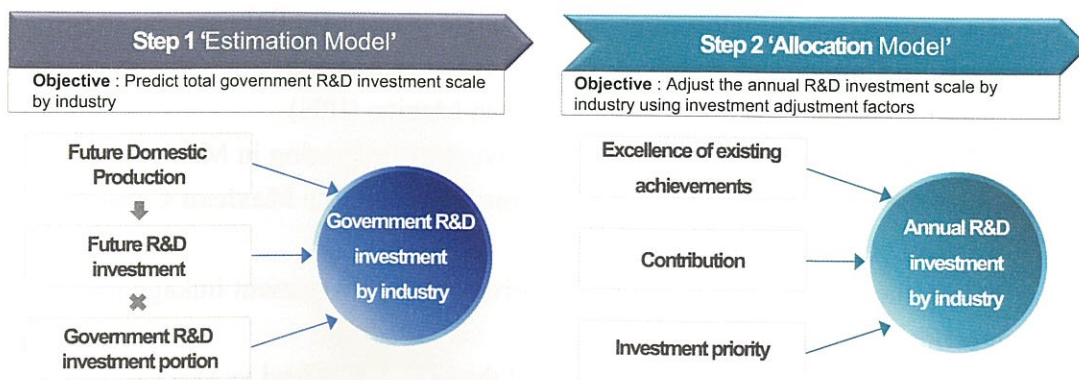 Step 1 ‘Estimation Model’
Objective : Predict total government R&D investment scale
by industry
Future Domestic
Production
Future R&D
investment
Government R&D
investment portion
Government R&D
investment
by industry
Step 2 ‘Allocation Model’
Objective : Adjust the annual R&D investment scale by
industry using investment adjustment factors
Excellence of existing
achievements
Contribution
Investment priority
Annual R&D
investment
by industry